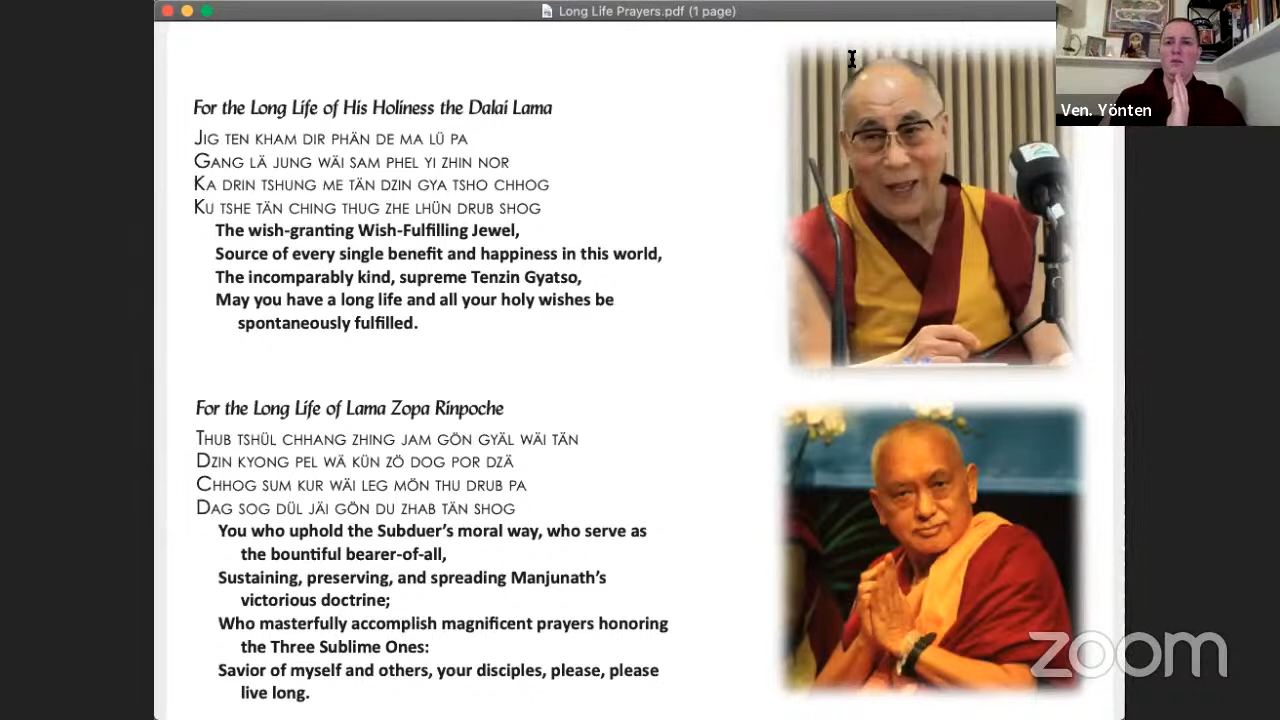 Long Life Prayers.pdf (1 page)
Ven. Yönten
For the Long Life of His Holiness the Dalai Lama
JIG TEN KHAM DIR PHÄN DE MA LÜ PA
GANG LÄ JUNG WÄI SAM PHEL YI ZHIN NOR
KA DRIN TSHUNG ME TÄN DZIN GYA TSHO CHHOG
KU TSHE TÄN CHING THUG ZHE LHÜN DRUB SHOG
The wish-granting Wish-Fulfilling Jewel,
Source of every single benefit and happiness in this world,
The incomparably kind, supreme Tenzin Gyatso,
May you have a long life and all your holy wishes be
spontaneously fulfilled.
For the Long Life of Lama Zopa Rinpoche
THUB TSHÜL CHHANG ZHING JAM GÖN GYÄL WÄI TÄN
DZIN KYONG PEL WÄ KÜN ZÖ DOG POR DZÄ
CHHOG SUM KUR WÄI LEG MÖN THU DRUB PA
DAG SOG DÜL JÄI GÖN DU ZHAB TÄN SHOG
You who uphold the Subduer's moral way, who serve as
the bountiful bearer-of-all,
Sustaining, preserving, and spreading Manjunath's
victorious doctrine;
Who masterfully accomplish magnificent prayers honoring
the Three Sublime Ones:
Savior of myself and others, your disciples, please, please
live long.
zoom